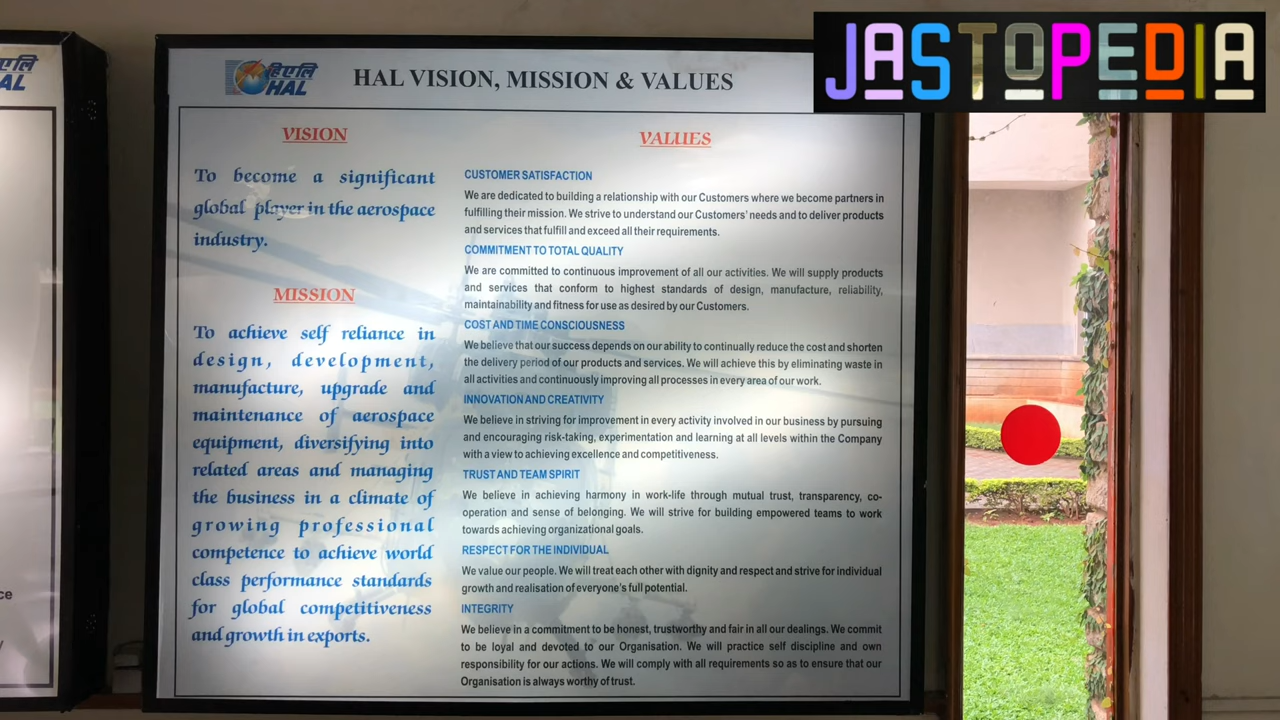 JASTOPEDIA
हिएलि
HAL
HAL VISION, MISSION & VALUES
VISION
To become a significant
global player in the aerospace
industry.
MISSION
To achieve self reliance in
design, development,
manufacture, upgrade and
maintenance of aerospace
equipment, diversifying into
related areas and managing
the business in a climate of
growing professional
competence to achieve world
class performance standards
for global competitiveness
and growth in exports.
VALUES
CUSTOMER SATISFACTION
We are dedicated to building a relationship with our Customers where we become partners in
fulfilling their mission. We strive to understand our Customers' needs and to deliver products
and services that fulfill and exceed all their requirements.
COMMITMENT TO TOTAL QUALITY
We are committed to continuous improvement of all our activities. We will supply products
and services that conform to highest standards of design, manufacture, reliability,
maintainability and fitness for use as desired by our Customers.
COST AND TIME CONSCIOUSNESS
We believe that our success depends on our ability to continually reduce the cost and shorten
the delivery period of our products and services. We will achieve this by eliminating waste in
all activities and continuously improving all processes in every area of our work.
INNOVATION AND CREATIVITY
We believe in striving for improvement in every activity involved in our business by pursuing
and encouraging risk-taking, experimentation and learning at all levels within the Company
with a view to achieving excellence and competitiveness.
TRUST AND TEAM SPIRIT
We believe in achieving harmony in work-life through mutual trust, transparency, co-
operation and sense of belonging. We will strive for building empowered teams to work
towards achieving organizational goals.
RESPECT FOR THE INDIVIDUAL
We value our people. We will treat each other with dignity and respect and strive for individual
growth and realisation of everyone's full potential.
INTEGRITY
We believe in a commitment to be honest, trustworthy and fair in all our dealings. We commit
to be loyal and devoted to our Organisation. We will practice self discipline and own
responsibility for our actions. We will comply with all requirements so as to ensure that our
Organisation is always worthy of trust.